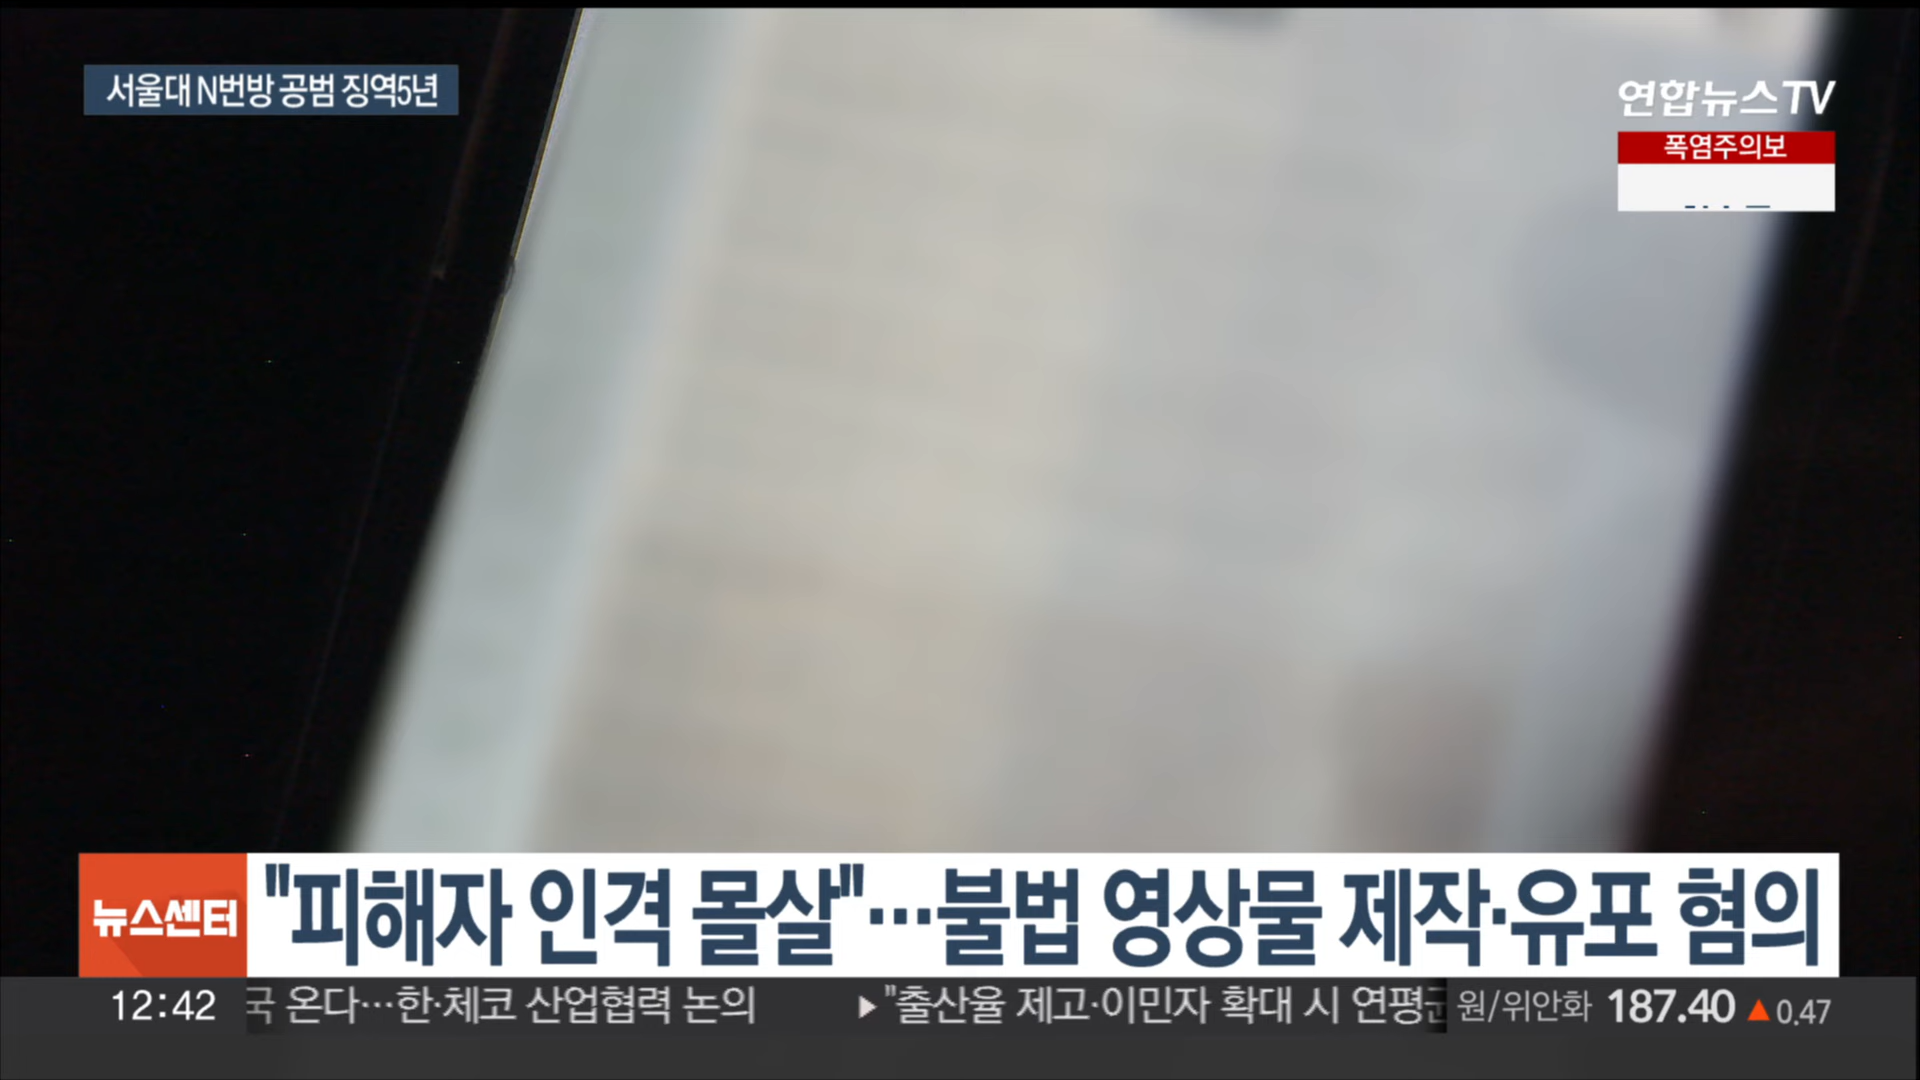 서울대 N번방 공범 징역5년
연합뉴스TV
폭염주의보
뉴스센터
"피해자 인격 몰살"…불법 영상물 제작·유포 혐의
12:42 국 온다…한·체코 산업협력 논의 ▶"출산율 제고·이민자 확대 시 연평균 원/위안화 187.40 ▲0.47